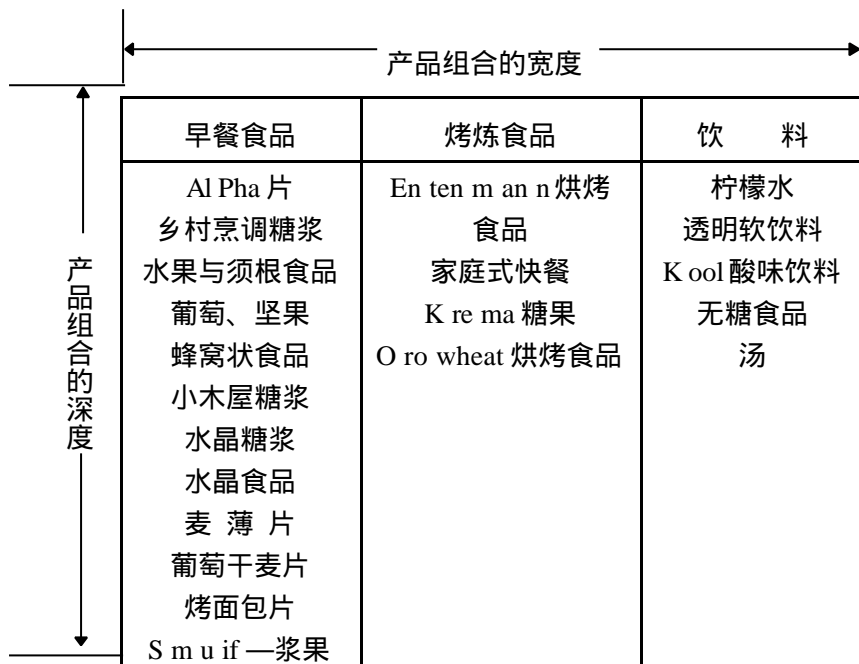 产品组合的宽度
产品组合的深度
早餐食品 烤炼食品 饮 料
Al Pha 片 En ten m an n 烘烤 柠檬水
乡村烹调糖浆 食品 透明软饮料
水果与须根食品 家庭式快餐 K ool 酸味饮料
葡萄、坚果 K re ma 糖果 无糖食品
蜂窝状食品 O ro wheat 烘烤食品 汤
小木屋糖浆
水晶糖浆
水晶食品
麦 薄 片
葡萄干麦片
烤面包片
S m u if —浆果